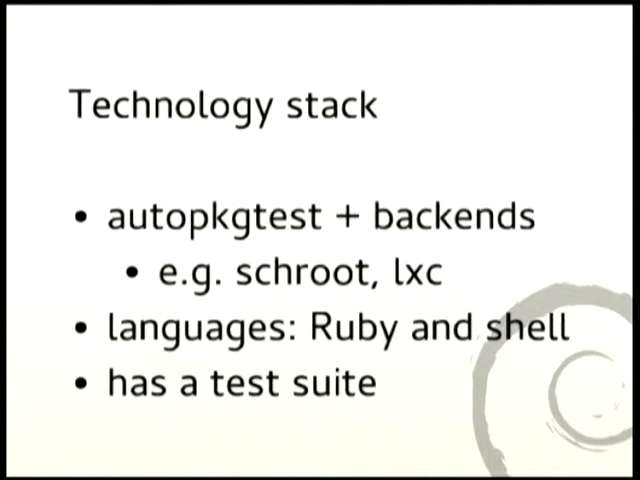 Technology stack
• autopkgtest + backends
• e.g. schroot, lxc
• languages: Ruby and shell
• has a test suite